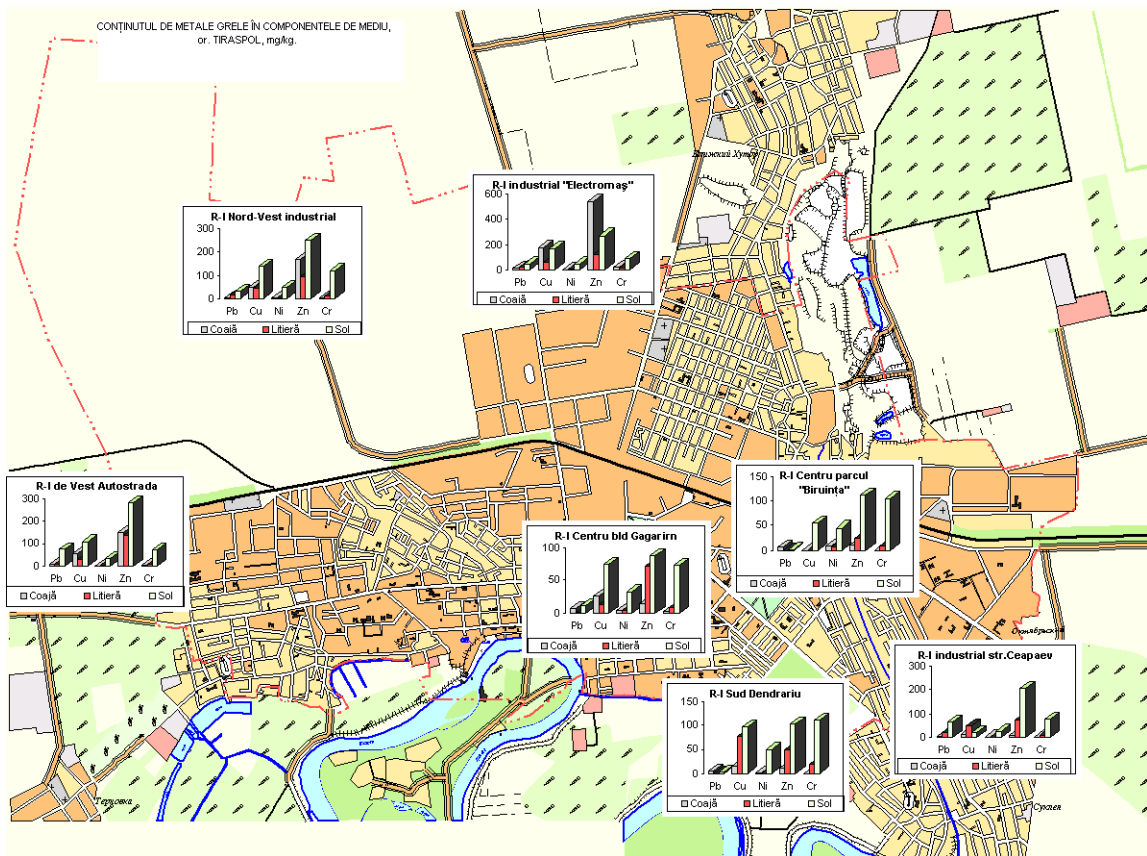 CONȚINUTUL DE METALE GRELE ÎN COMPONENTELE DE MEDIU,
or. TIRASPOL, mg/kg.
R-l Nord-Vest industrial
300
200
100
0
Pb Cu Ni Zn Cr
Coajă Litieră Sol
R-l industrial "Electromaş"
600
400
200
0
Pb Cu Ni Zn Cr
Coajă Litieră Sol
R-l de Vest Autostrada
300
200
100
0
Pb Cu Ni Zn Cr
Coajă Litieră Sol
R-l Centru parcul
"Biruința"
150
100
50
0
Pb Cu Ni Zn Cr
Coajă Litieră Sol
R-l Centru bld Gagarirn
100
50
0
Pb Cu Ni Zn Cr
Coajă Litieră Sol
R-l industrial str.Ceapaev
300
200
100
0
Pb Cu Ni Zn Cr
Coajă Litieră Sol
R-l Sud Dendrariu
150
100
50
0
Pb Cu Ni Zn Cr
Coajă Litieră Sol
Терновка
Суклея